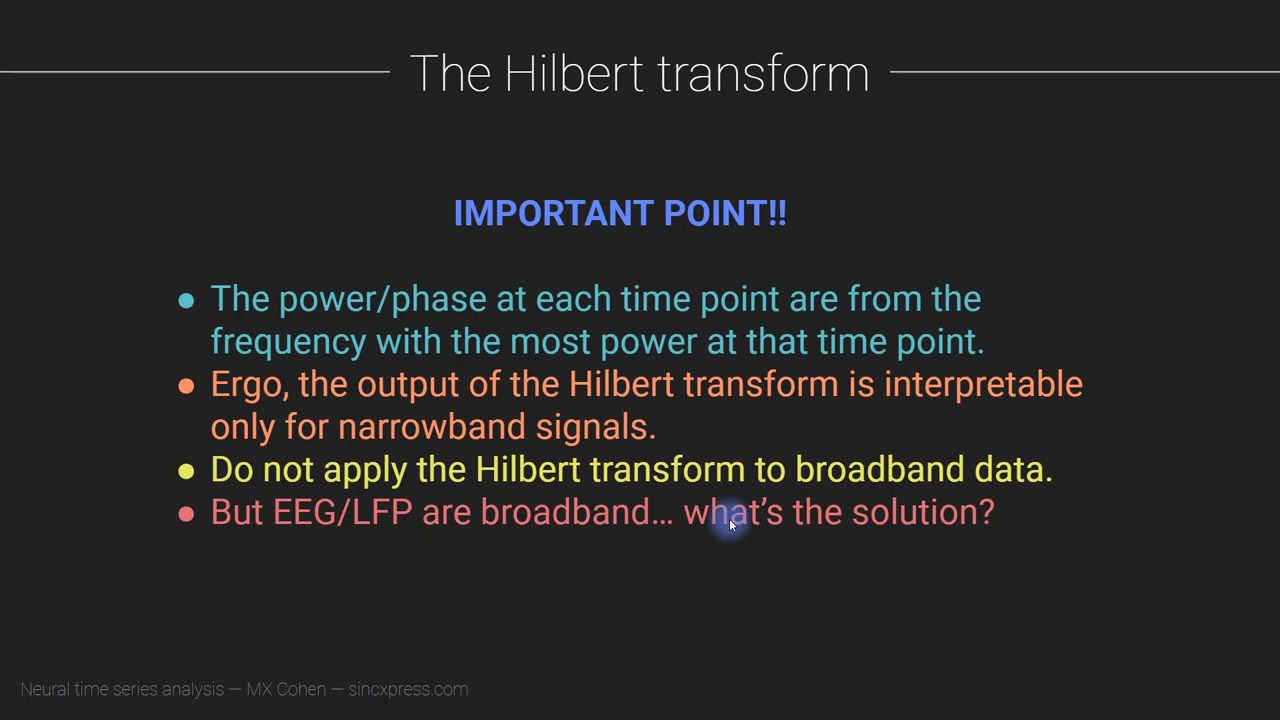 The Hilbert transform
IMPORTANT POINT!!
● The power/phase at each time point are from the
frequency with the most power at that time point.
● Ergo, the output of the Hilbert transform is interpretable
only for narrowband signals.
● Do not apply the Hilbert transform to broadband data.
● But EEG/LFP are broadband... what's the solution?
Neural time series analysis — MX Cohen — sincxpress.com